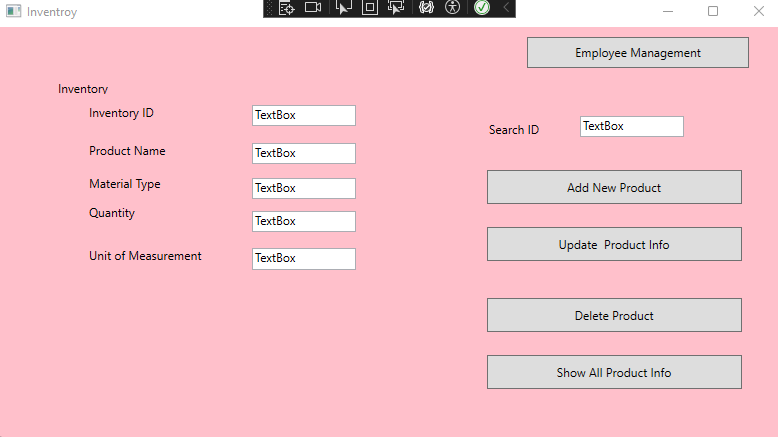 Inventroy
Employee Management
Inventory
Inventory ID TextBox
Search ID TextBox
Product Name TextBox
Material Type TextBox
Add New Product
Quantity TextBox
Update  Product Info
Unit of Measurement TextBox
Delete Product
Show All Product Info